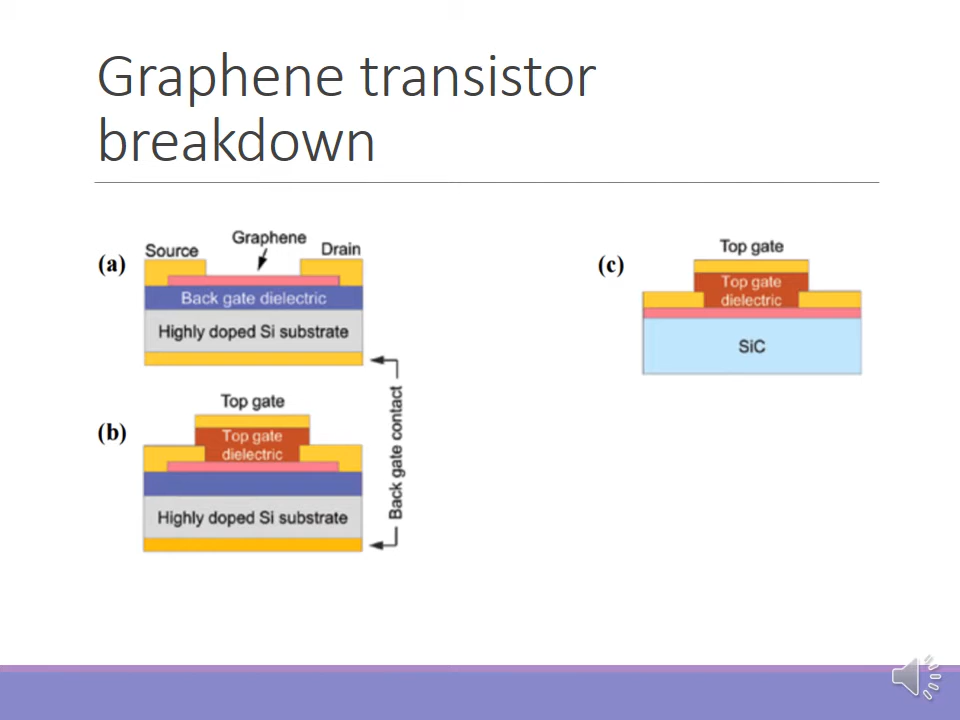 Graphene transistor
breakdown
(a)
Source
Graphene
Drain
Back gate dielectric
Highly doped Si substrate
Back gate contact
(b)
Top gate
Top gate
dielectric
Highly doped Si substrate
(c)
Top gate
Top gate
dielectric
SiC